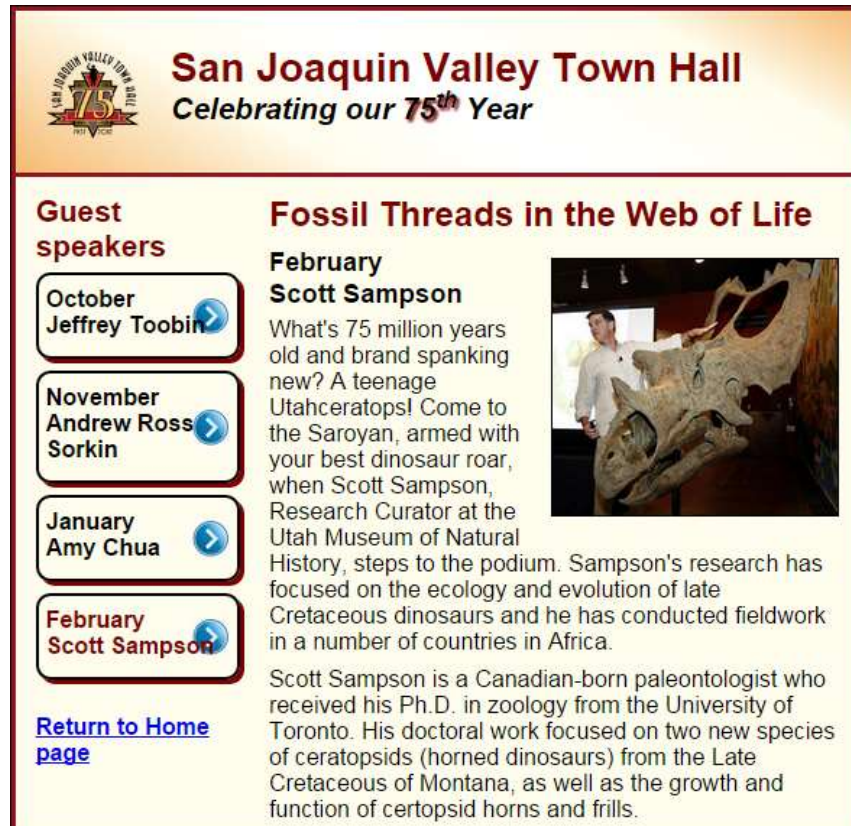 SAN JOAQUIN VALLEY TOWN HALL
75
San Joaquin Valley Town Hall
Celebrating our 75th Year
Guest
speakers
October
Jeffrey Toobin
November
Andrew Ross
Sorkin
January
Amy Chua
February
Scott Sampson
Return to Home
page
Fossil Threads in the Web of Life
February
Scott Sampson
What's 75 million years
old and brand spanking
new? A teenage
Utahceratops! Come to
the Saroyan, armed with
your best dinosaur roar,
when Scott Sampson,
Research Curator at the
Utah Museum of Natural
History, steps to the podium. Sampson's research has
focused on the ecology and evolution of late
Cretaceous dinosaurs and he has conducted fieldwork
in a number of countries in Africa.
Scott Sampson is a Canadian-born paleontologist who
received his Ph.D. in zoology from the University of
Toronto. His doctoral work focused on two new species
of ceratopsids (horned dinosaurs) from the Late
Cretaceous of Montana, as well as the growth and
function of certopsid horns and frills.